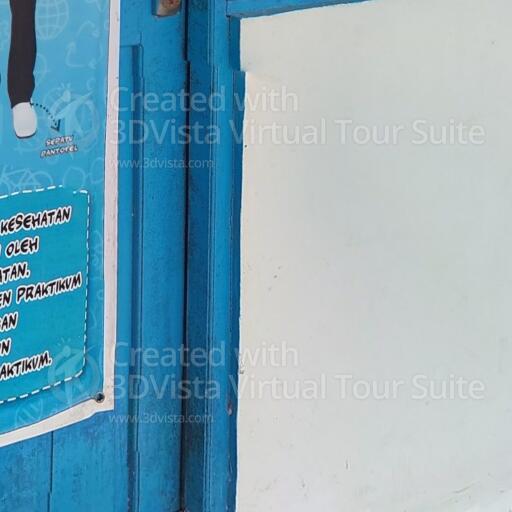 SEPATU
PANTOFEL
KESEHATAN
OLEH
ATAN.
EN PRAKTIKUM
AN
N
AKTIKUM.
Created with
3DVista Virtual Tour Suite
www.3dvista.com
Created with
3DVista Virtual Tour Suite
www.3dvista.com